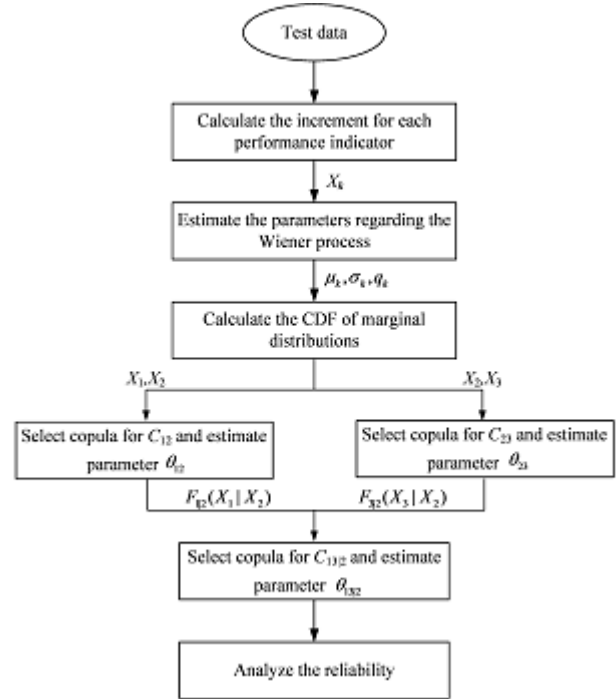 Test data
Calculate the increment for each
performance indicator
X_k
Estimate the parameters regarding the
Wiener process
μ_k,σ_k,q_k
Calculate the CDF of marginal
distributions
X_1,X_2
X_2,X_3
Select copula for C_12 and estimate
parameter θ_12
Select copula for C_23 and estimate
parameter θ_23
F_1|2(X_1 | X_2)
F_3|2(X_3 | X_2)
Select copula for C_13|2 and estimate
parameter θ_13|2
Analyze the reliability